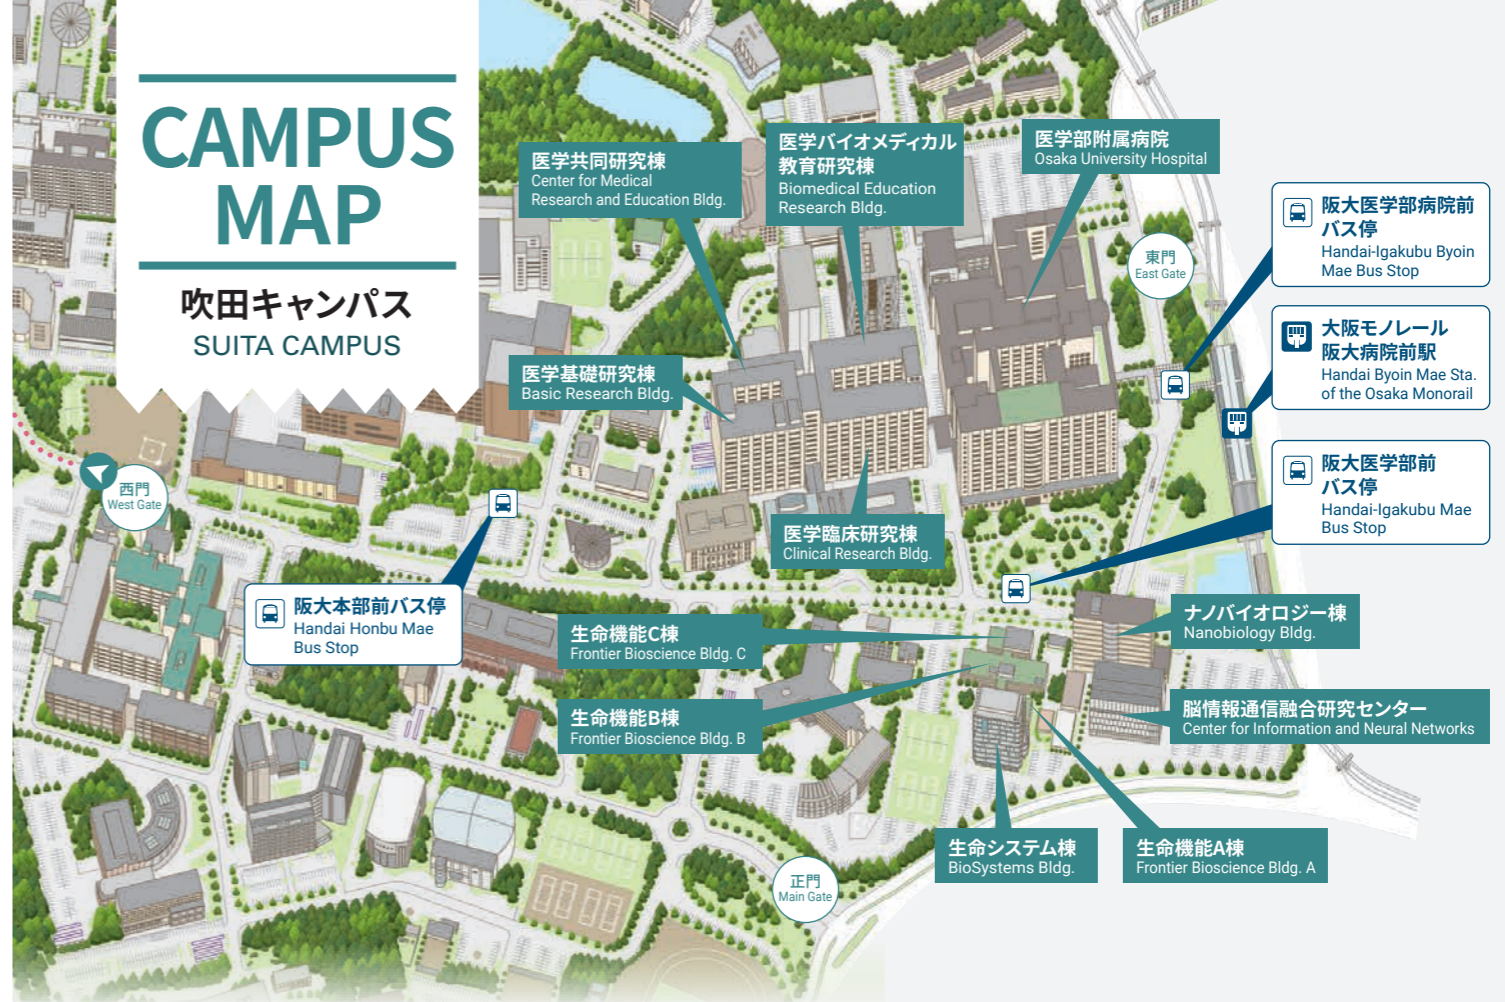 CAMPUS
MAP
吹田キャンパス
SUITA CAMPUS
医学共同研究棟
Center for Medical
Research and Education Bldg.
医学バイオメディカル
教育研究棟
Biomedical Education
Research Bldg.
医学部附属病院
Osaka University Hospital
東門
East Gate
阪大医学部病院前
バス停
Handai-Igakubu Byoin
Mae Bus Stop
大阪モノレール
阪大病院前駅
Handai Byoin Mae Sta.
of the Osaka Monorail
医学基礎研究棟
Basic Research Bldg.
西門
West Gate
阪大医学部前
バス停
Handai-Igakubu Mae
Bus Stop
医学臨床研究棟
Clinical Research Bldg.
阪大本部前バス停
Handai Honbu Mae
Bus Stop
生命機能C棟
Frontier Bioscience Bldg. C
ナノバイオロジー棟
Nanobiology Bldg.
生命機能B棟
Frontier Bioscience Bldg. B
脳情報通信融合研究センター
Center for Information and Neural Networks
生命システム棟
BioSystems Bldg.
生命機能A棟
Frontier Bioscience Bldg. A
正門
Main Gate